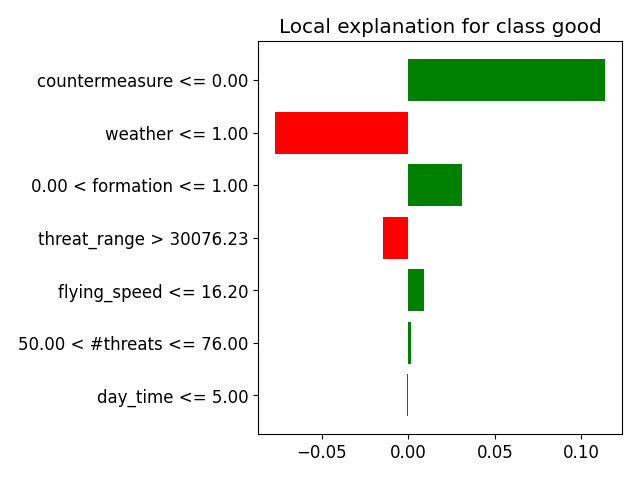 Local explanation for class good
countermeasure <= 0.00
weather <= 1.00
0.00 < formation <= 1.00
threat_range > 30076.23
flying_speed <= 16.20
50.00 < #threats <= 76.00
day_time <= 5.00
−0.05 0.00 0.05 0.10